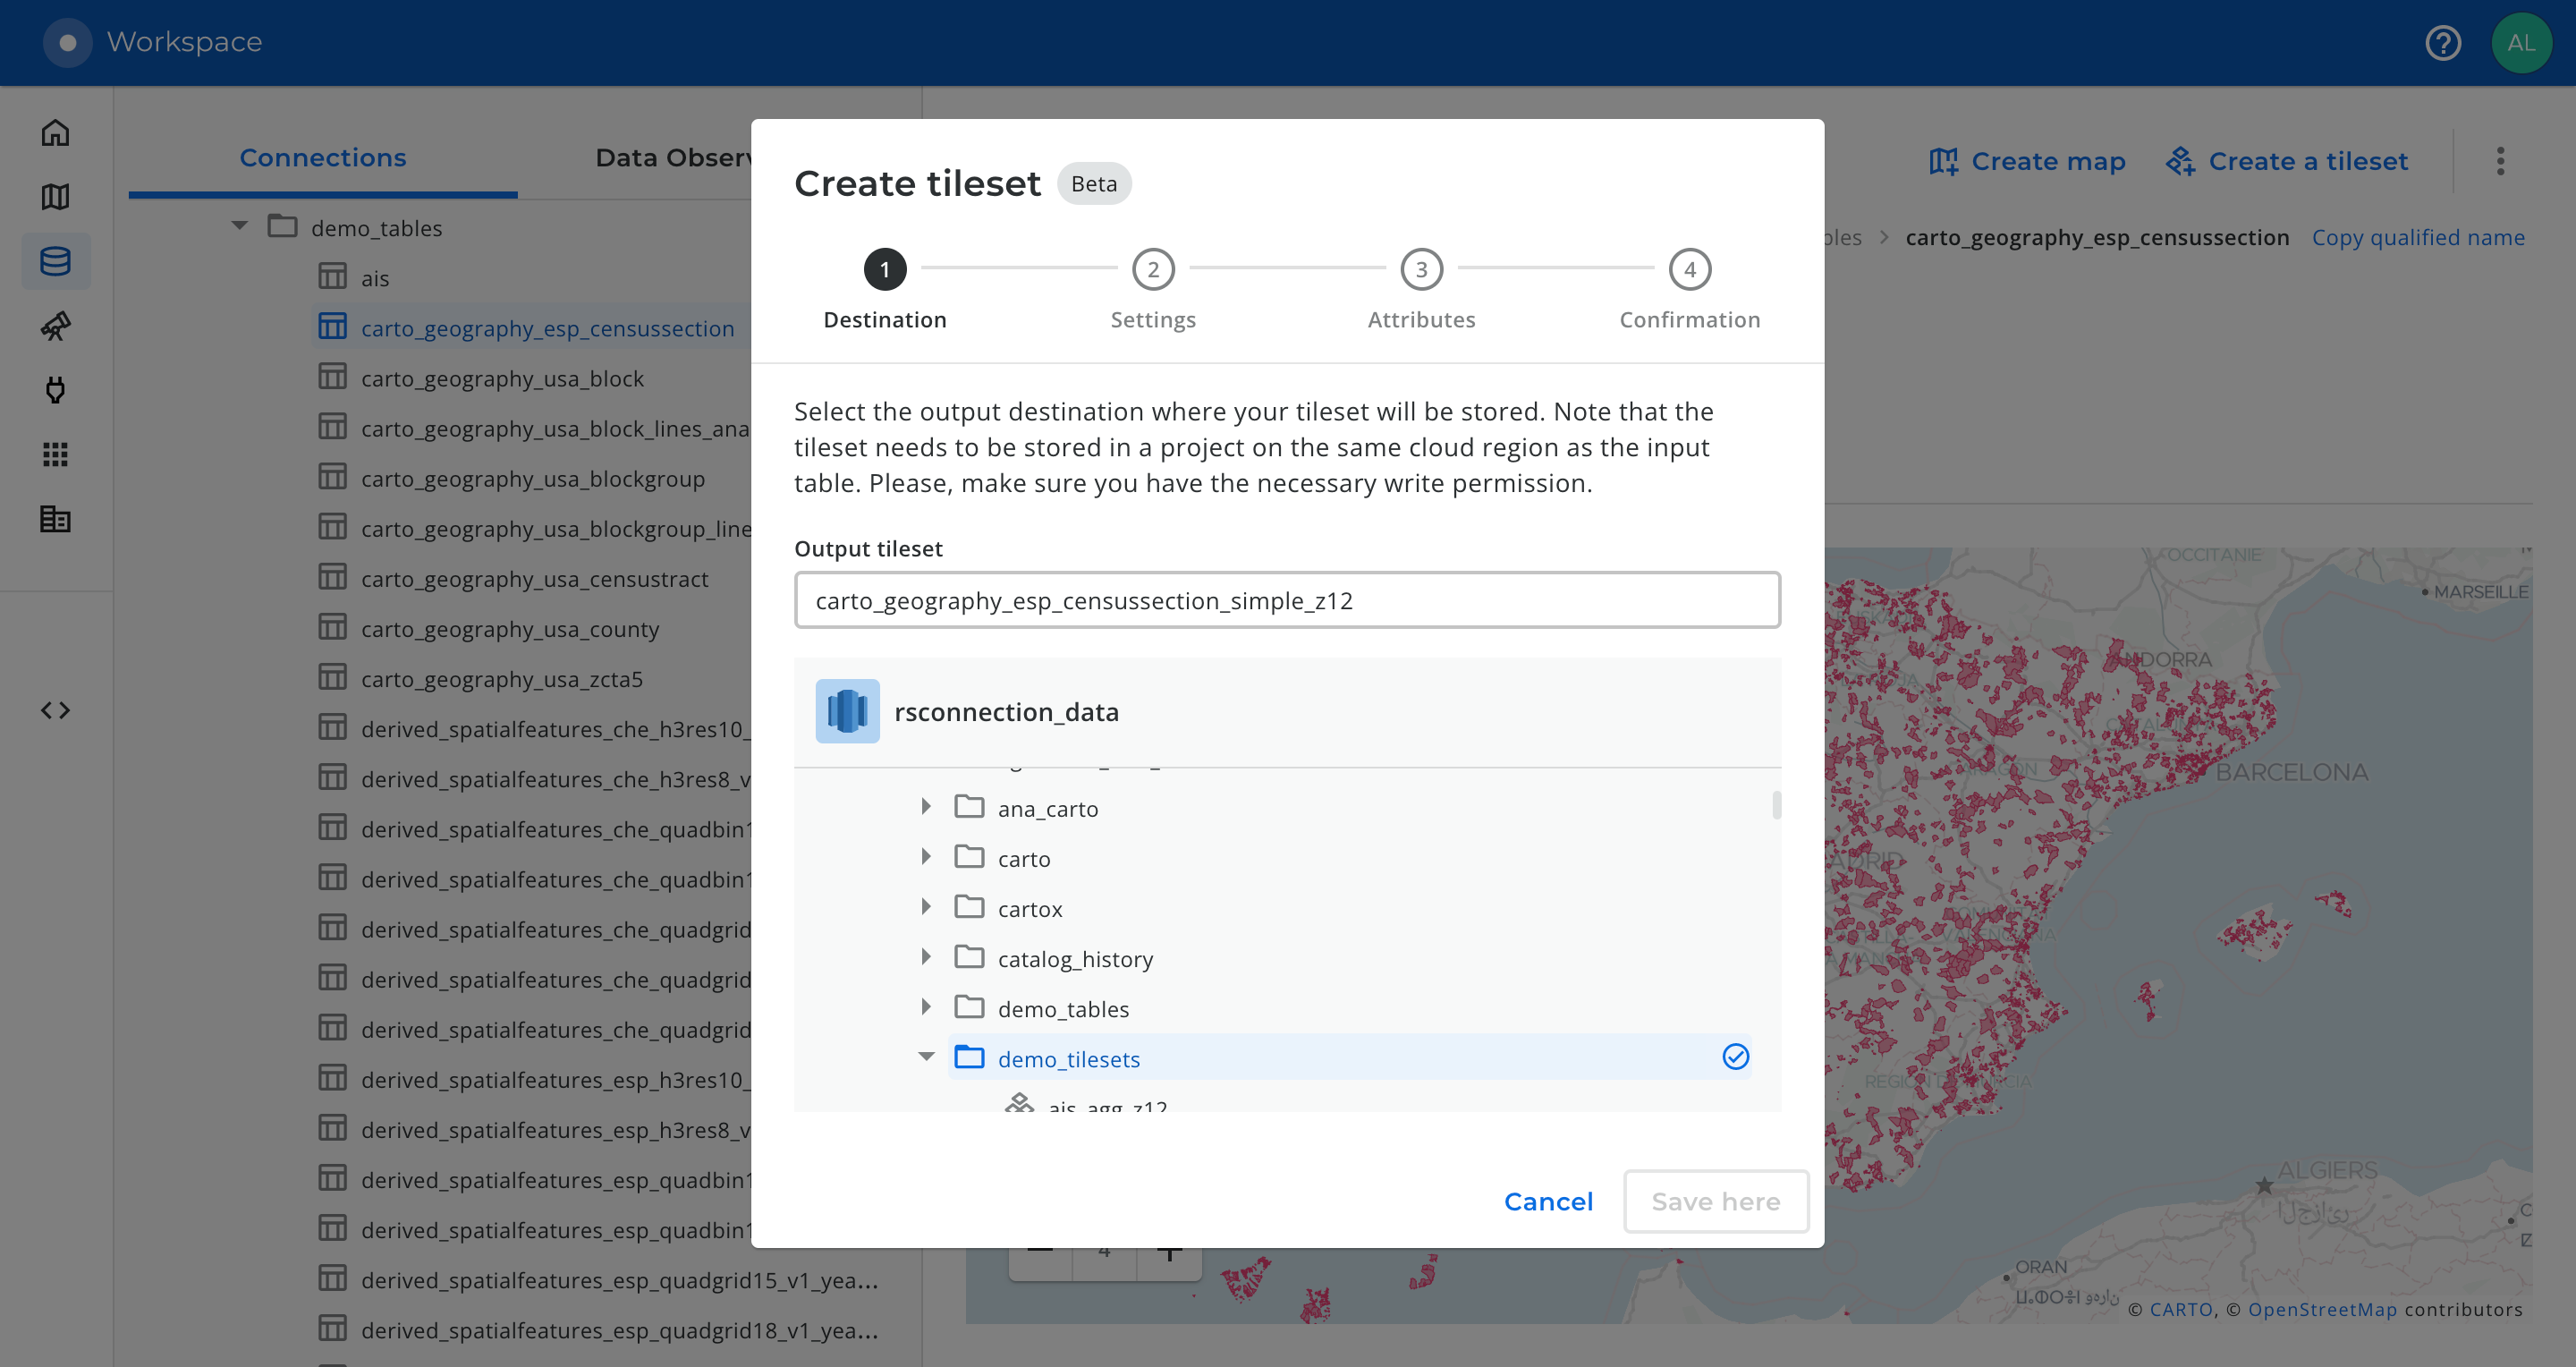 Workspace
AL
Connections
Data Observ
demo_tables
ais
carto_geography_esp_censussection
carto_geography_usa_block
carto_geography_usa_block_lines_ana
carto_geography_usa_blockgroup
carto_geography_usa_blockgroup_line
carto_geography_usa_censustract
carto_geography_usa_county
carto_geography_usa_zcta5
derived_spatialfeatures_che_h3res10_
derived_spatialfeatures_che_h3res8_v
derived_spatialfeatures_che_quadbin1
derived_spatialfeatures_che_quadbin1
derived_spatialfeatures_che_quadgrid
derived_spatialfeatures_che_quadgrid
derived_spatialfeatures_che_quadgrid
derived_spatialfeatures_esp_h3res10_
derived_spatialfeatures_esp_h3res8_v
derived_spatialfeatures_esp_quadbin1
derived_spatialfeatures_esp_quadbin1
derived_spatialfeatures_esp_quadgrid15_v1_yea...
derived_spatialfeatures_esp_quadgrid18_v1_yea...
Create tileset Beta
1 2 3 4
Destination Settings Attributes Confirmation
Select the output destination where your tileset will be stored. Note that the
tileset needs to be stored in a project on the same cloud region as the input
table. Please, make sure you have the necessary write permission.
Output tileset
carto_geography_esp_censussection_simple_z12
rsconnection_data
ana_carto
carto
cartox
catalog_history
demo_tables
demo_tilesets
ais_agg_z12
Cancel Save here
Create map Create a tileset
bles > carto_geography_esp_censussection Copy qualified name
OCCITANIE
MARSEILLE
ANDORRA
BARCELONA
ALGIERS
ORAN
4
© CARTO, © OpenStreetMap contributors